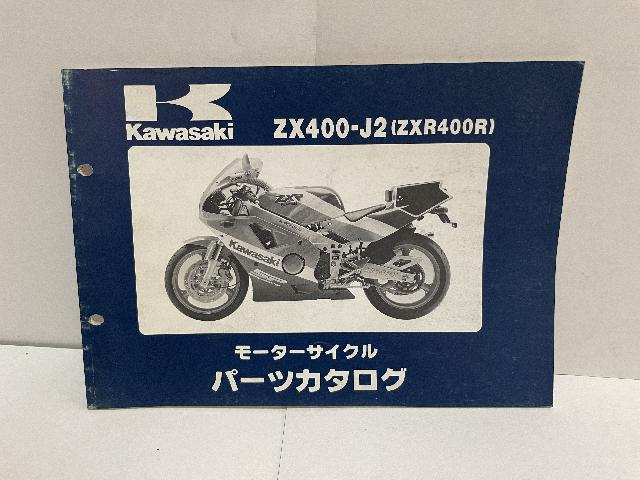 Kawasaki
ZX400-J2 (ZXR400R)
ZXR
Kawasaki
モーターサイクル
パーツカタログ